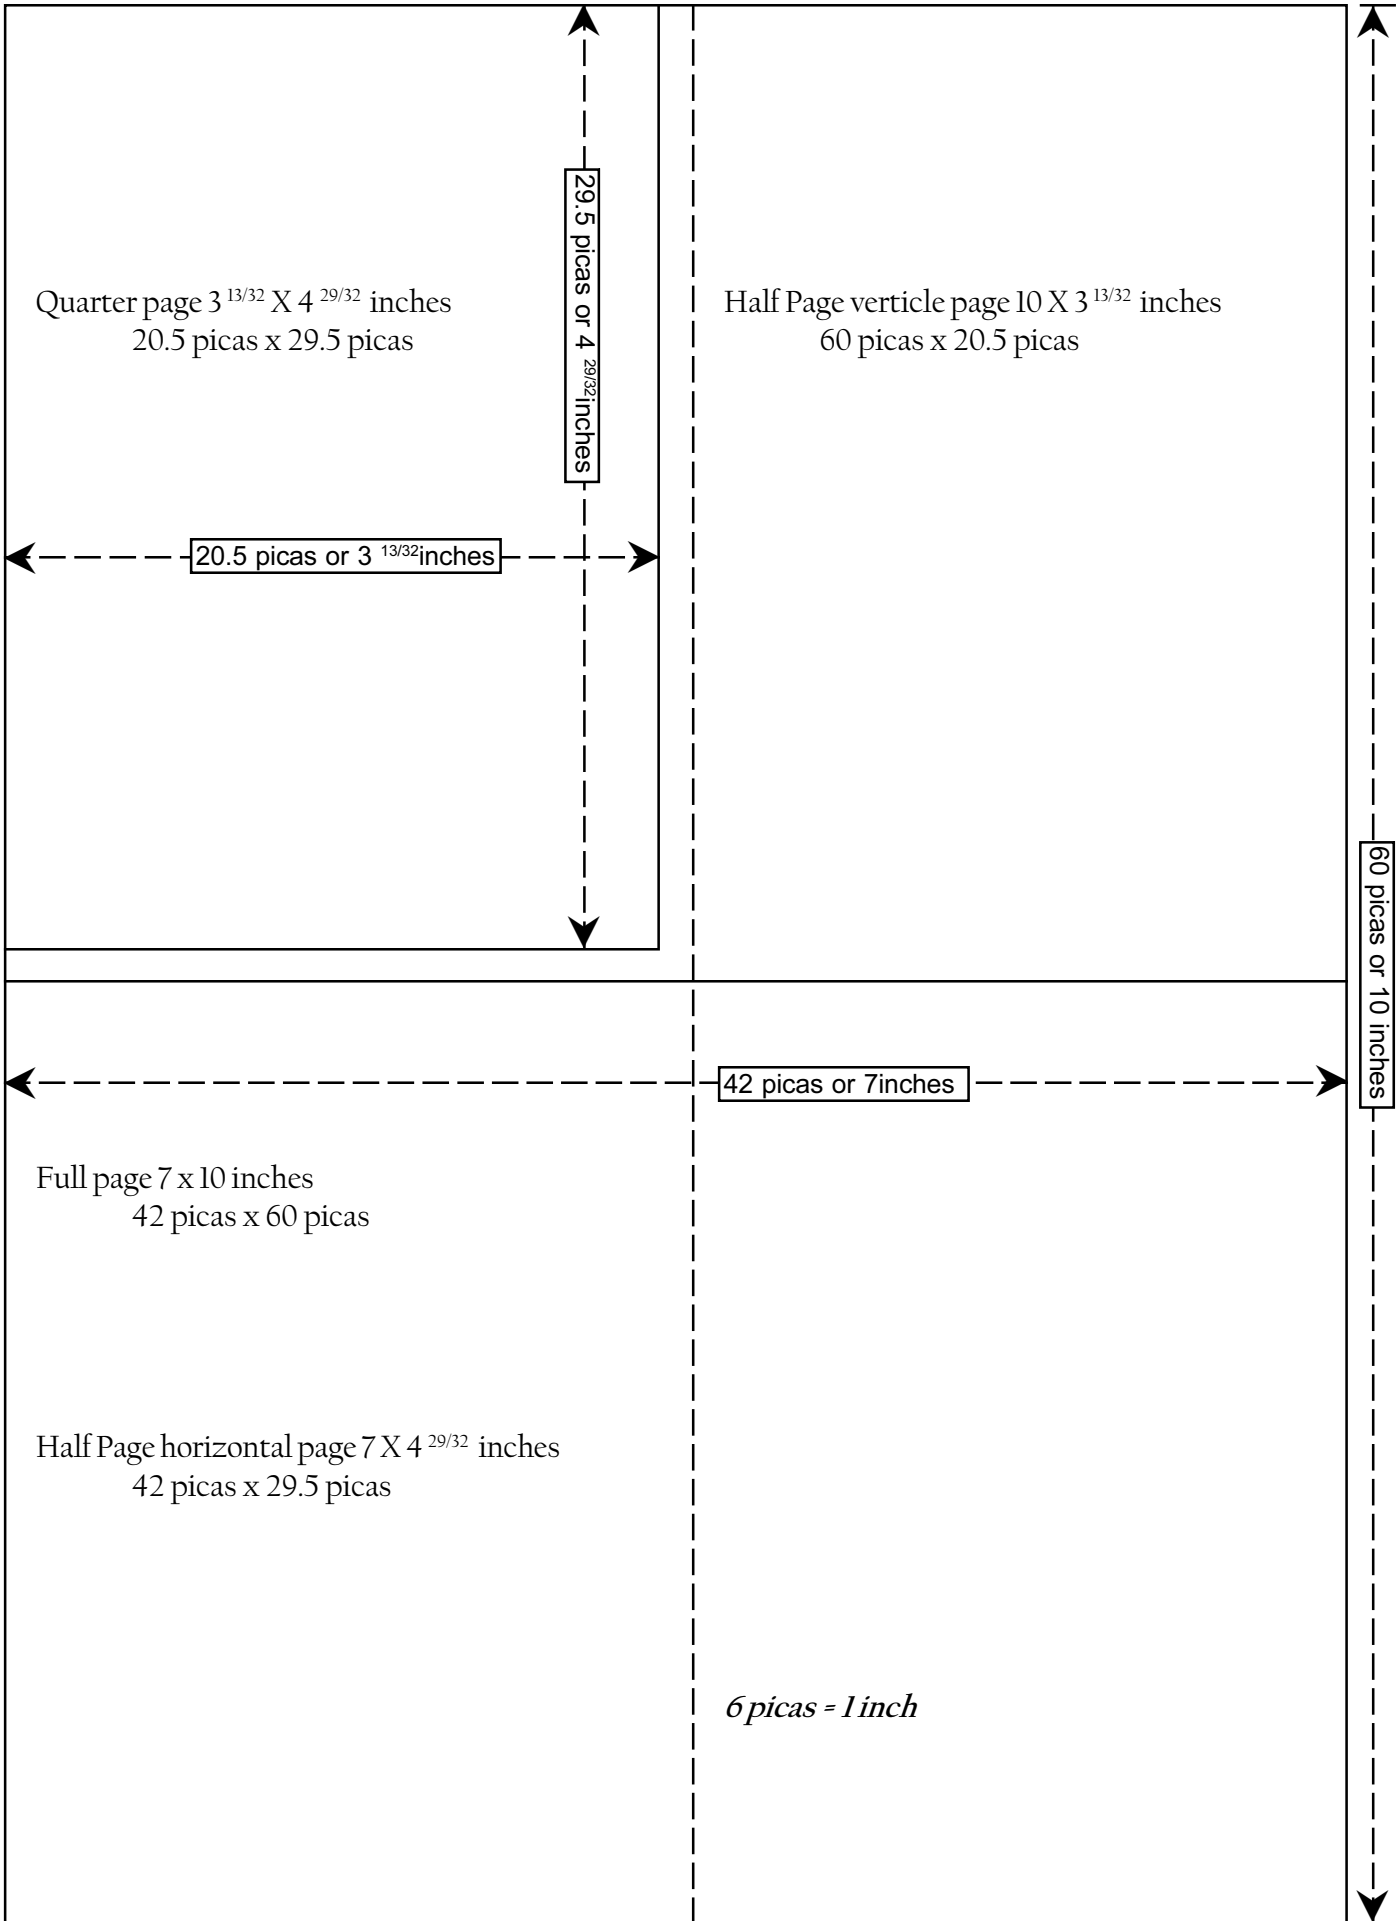 Quarter page 3 13/32 X 4 29/32 inches
20.5 picas x 29.5 picas
29.5 picas or 4 29/32inches
20.5 picas or 3 13/32inches
Half Page verticle page 10 X 3 13/32 inches
60 picas x 20.5 picas
60 picas or 10 inches
42 picas or 7inches
Full page 7 x 10 inches
42 picas x 60 picas
Half Page horizontal page 7 X 4 29/32 inches
42 picas x 29.5 picas
6 picas = 1 inch